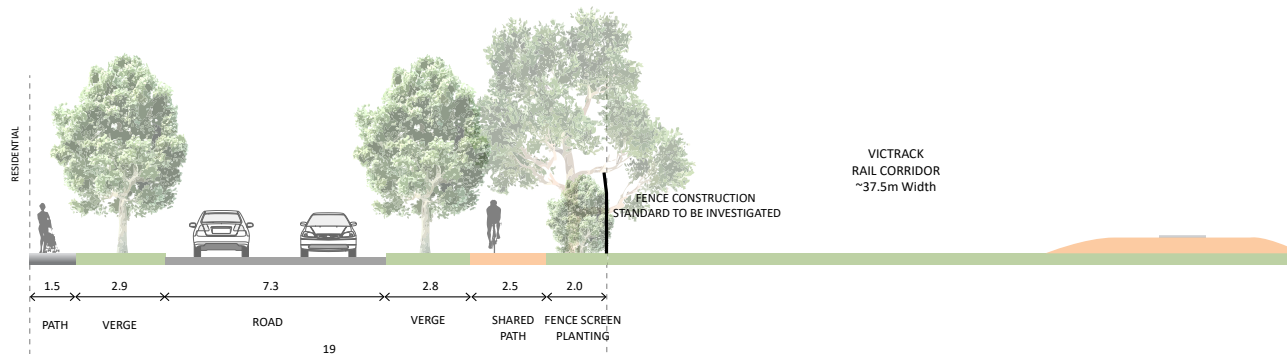 RESIDENTIAL
VICTRACK
RAIL CORRIDOR
~37.5m Width
FENCE CONSTRUCTION
STANDARD TO BE INVESTIGATED
1.5
2.9
7.3
2.8
2.5
2.0
PATH
VERGE
ROAD
VERGE
SHARED
PATH
FENCE SCREEN
PLANTING
19